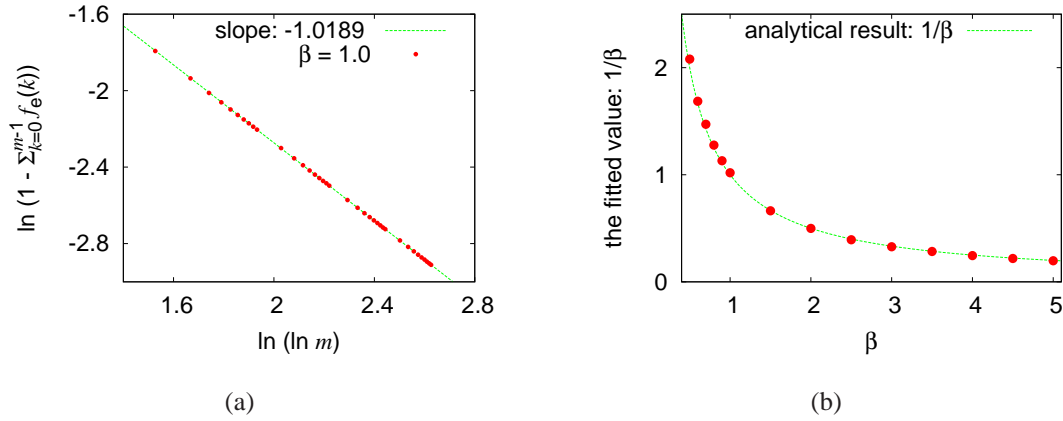 -1.6
-2
-2.4
-2.8
ln (1 - Σ_{k=0}^{m-1} f_e(k))
slope: -1.0189
β = 1.0
1.6 2 2.4 2.8
ln (ln m)
(a)
2
1
0
the fitted value: 1/β
analytical result: 1/β
1 2 3 4 5
β
(b)